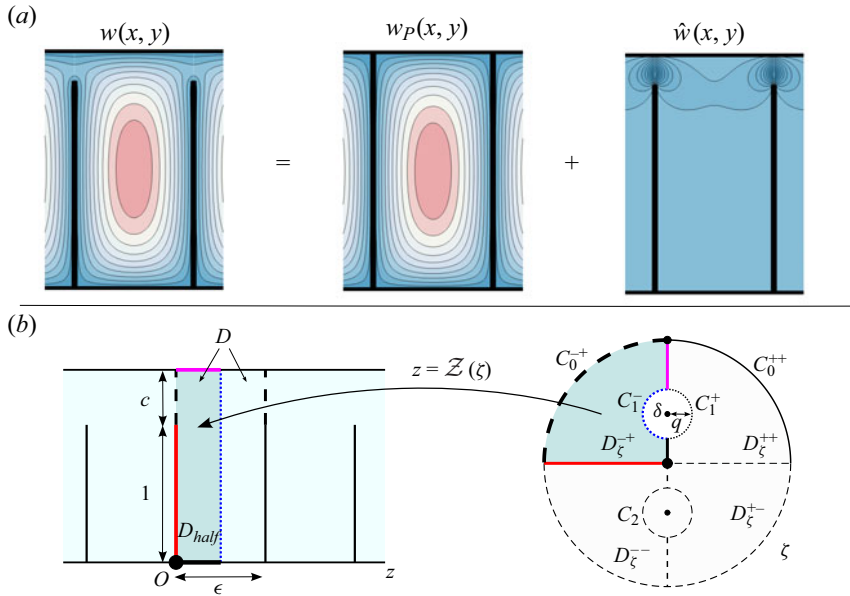 (a)
w(x, y)
w_P(x, y)
ŵ(x, y)
=
+
(b)
D
c
1
D_half
O
ϵ
z
z = 𝒵(ζ)
C_0^{-+}
C_0^{++}
C_1^-
δ
q
C_1^+
D_ζ^{-+}
D_ζ^{++}
C_2
D_ζ^{+-}
D_ζ^{--}
ζ